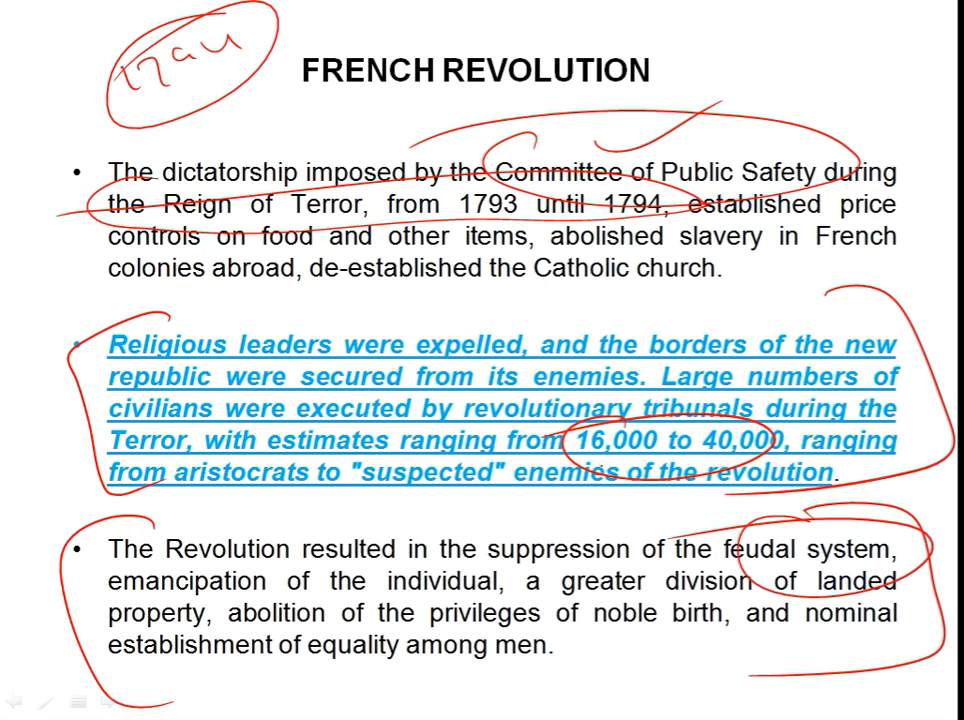 1794
FRENCH REVOLUTION
• The dictatorship imposed by the Committee of Public Safety during
the Reign of Terror, from 1793 until 1794, established price
controls on food and other items, abolished slavery in French
colonies abroad, de-established the Catholic church.
• Religious leaders were expelled, and the borders of the new
republic were secured from its enemies. Large numbers of
civilians were executed by revolutionary tribunals during the
Terror, with estimates ranging from 16,000 to 40,000, ranging
from aristocrats to "suspected" enemies of the revolution.
• The Revolution resulted in the suppression of the feudal system,
emancipation of the individual, a greater division of landed
property, abolition of the privileges of noble birth, and nominal
establishment of equality among men.